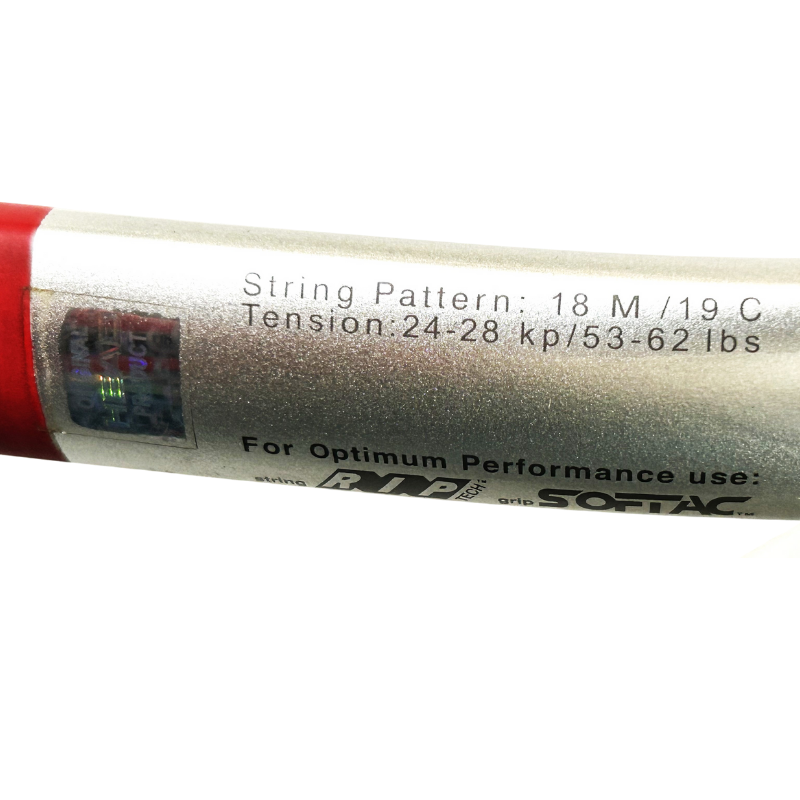 String Pattern: 18 M /19 C
Tension:24-28 kp/53-62 lbs
For Optimum Performance use:
string RIP TECH grip SOFTAC™